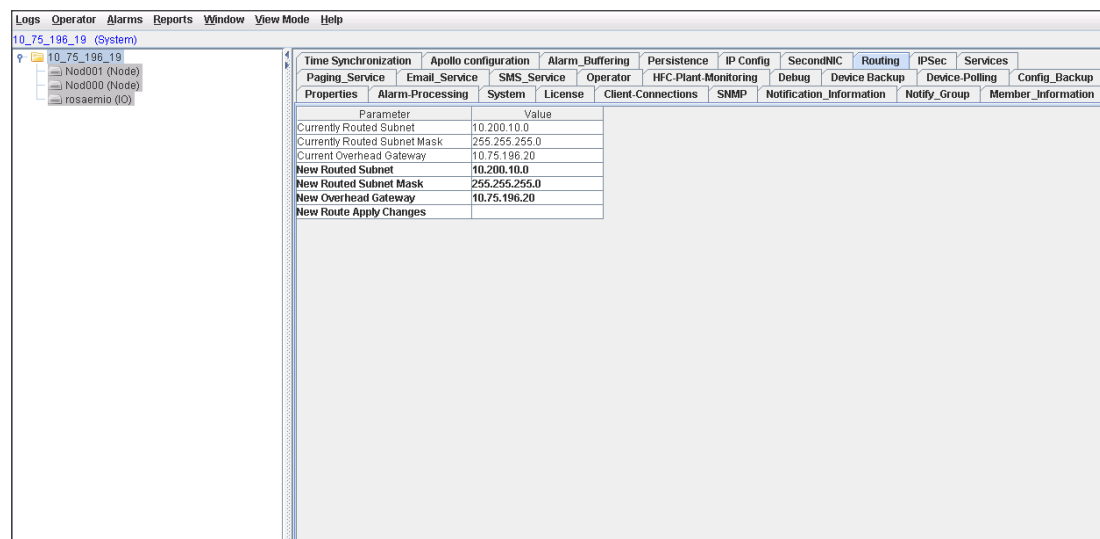 Logs Operator Alarms Reports Window View Mode Help
10_75_196_19 (System)
10_75_196_19
Nod001 (Node)
Nod000 (Node)
rosaemio (IO)
Time Synchronization Apollo configuration Alarm_Buffering Persistence IP Config SecondNIC Routing IPSec Services
Paging_Service Email_Service SMS_Service Operator HFC-Plant-Monitoring Debug Device Backup Device-Polling Config_Backup
Properties Alarm-Processing System License Client-Connections SNMP Notification_Information Notify_Group Member_Information
Parameter Value
Currently Routed Subnet 10.200.10.0
Currently Routed Subnet Mask 255.255.255.0
Current Overhead Gateway 10.75.196.20
New Routed Subnet 10.200.10.0
New Routed Subnet Mask 255.255.255.0
New Overhead Gateway 10.75.196.20
New Route Apply Changes